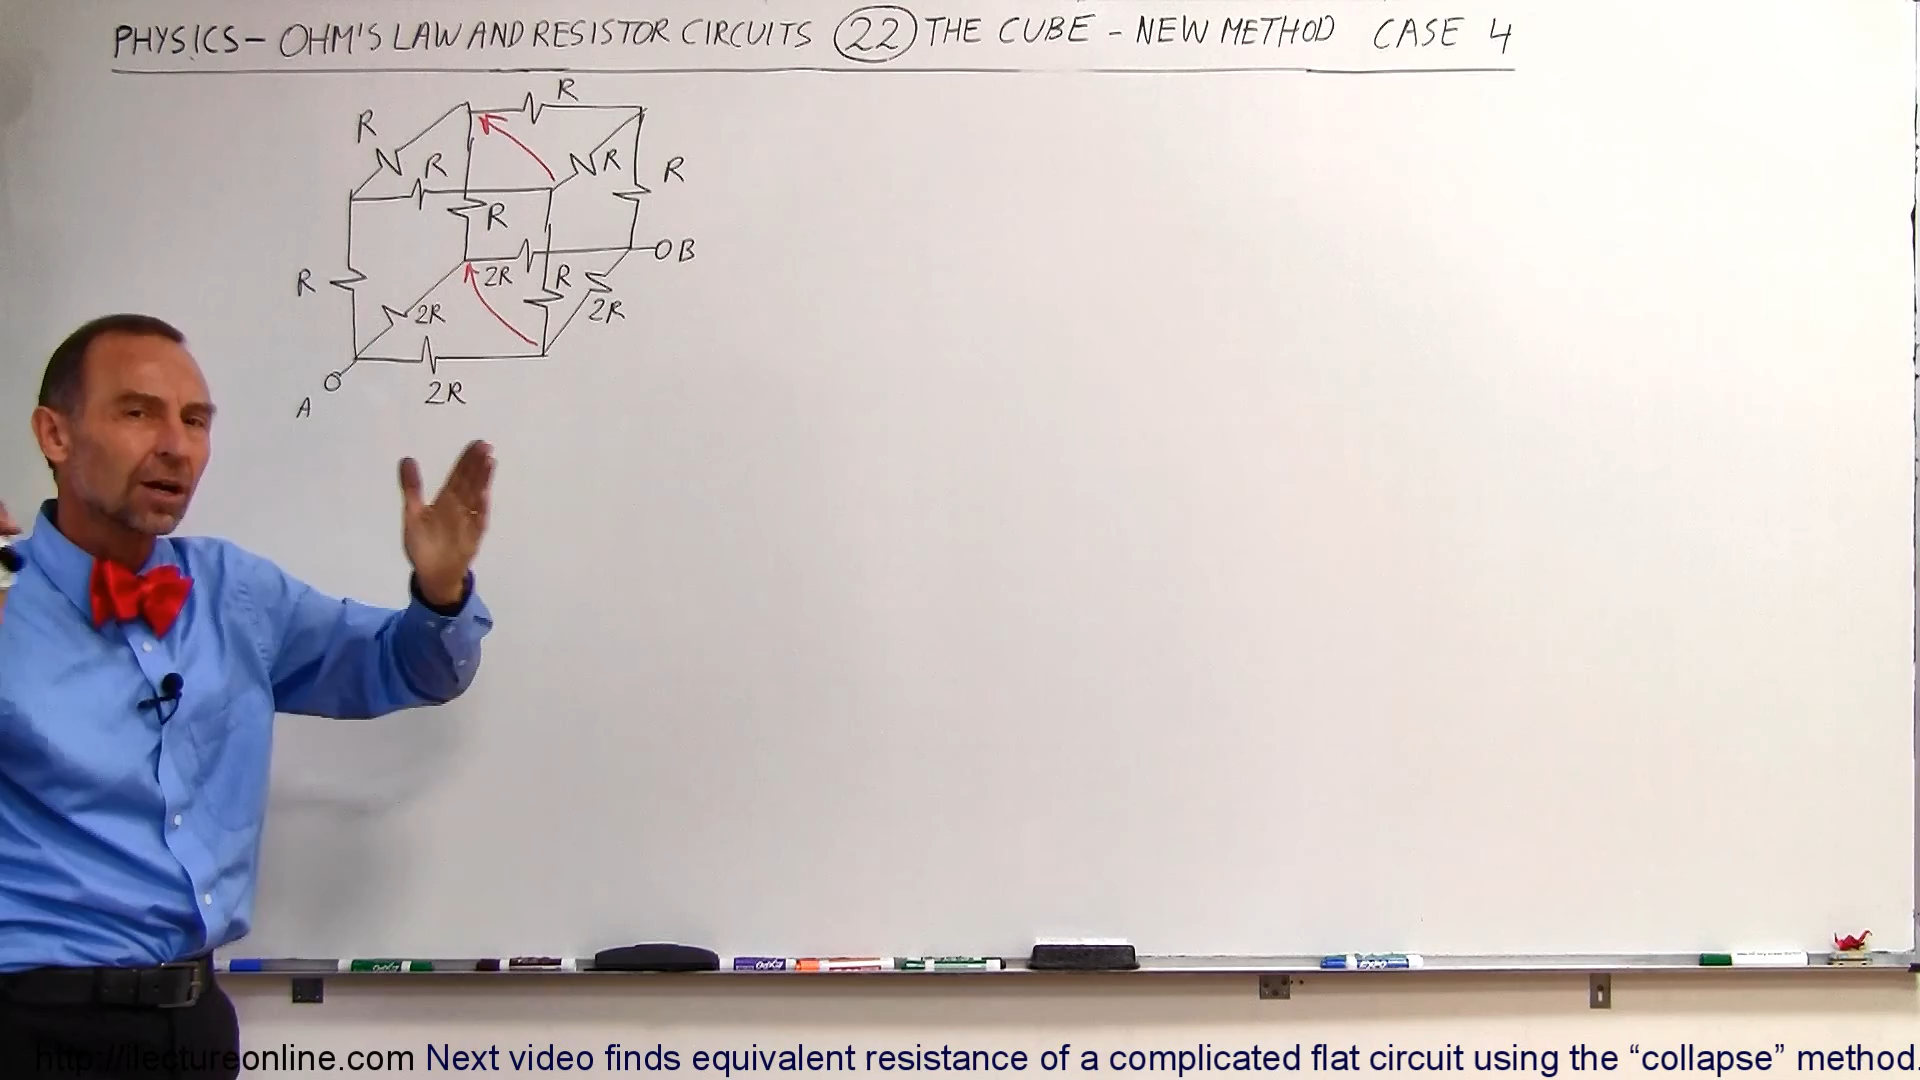 PHYSICS - OHM'S LAW AND RESISTOR CIRCUITS 22 THE CUBE - NEW METHOD CASE 4
R
R
R
R
R
R
B
2R
R
R
2R
2R
2R
A
http://ilectureonline.com Next video finds equivalent resistance of a complicated flat circuit using the “collapse” method.
EXPO